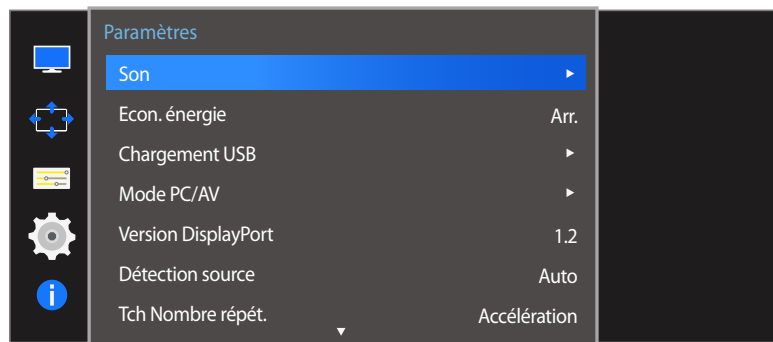 Paramètres
Son
Econ. énergie Arr.
Chargement USB
Mode PC/AV
Version DisplayPort 1.2
Détection source Auto
Tch Nombre répét. Accélération